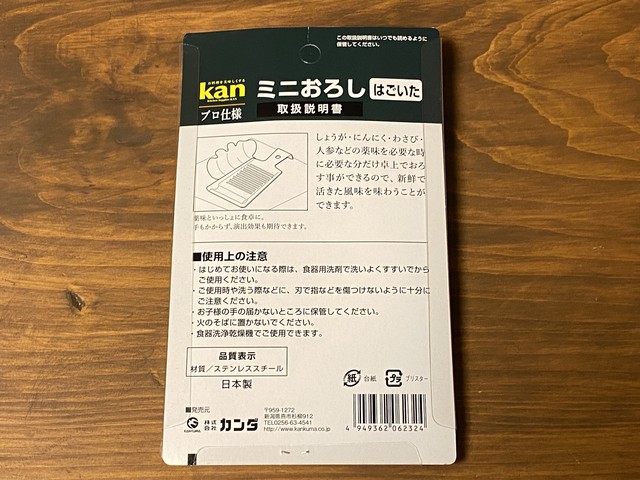 この取扱説明書はいつでも読めるように
保管してください。
お料理を美味しくする
kan
プロ仕様
ミニおろし はごいた
取扱説明書
しょうが・にんにく・わさび・
人参などの薬味を必要な時
に必要な分だけ卓上でおろ
す事ができるので、新鮮で
活きた風味を味わうことが
できます。
薬味といっしょに食卓に。
手もかからず、演出効果も期待できます。
■使用上の注意
・はじめてお使いになる際は、食器用洗剤で洗いよくすすいでから
ご使用ください。
・ご使用時や洗う際などに、刃で指などを傷つけないように十分に
ご注意ください。
・お子様の手の届かないところに保管してください。
・火のそばに置かないでください。
・食器洗浄乾燥機でご使用できます。
品質表示
材質／ステンレススチール
日本製
紙 台紙 プラ ブリスター
■発売元
株式会社 カンダ
〒959-1272
新潟県燕市杉柳912
TEL0256-63-4541
http://www.kankuma.co.jp
4 949362 062324